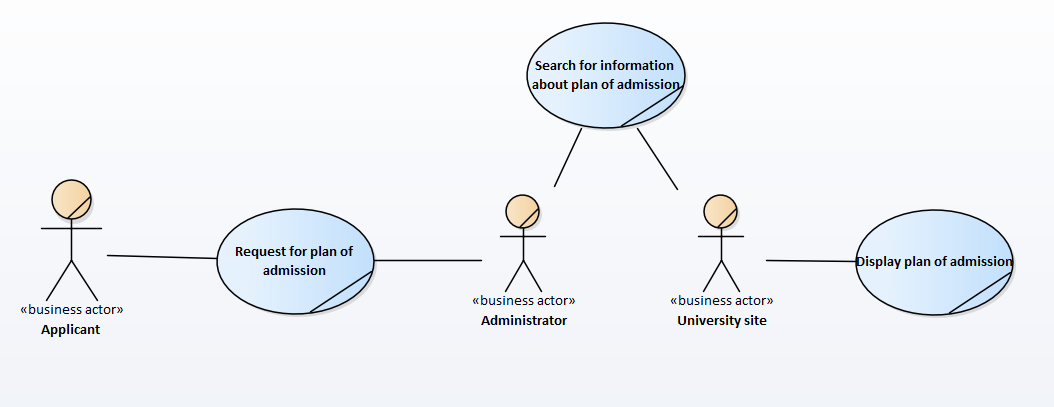 Search for information
about plan of admission
Request for plan of
admission
Display plan of admission
«business actor»
Applicant
«business actor»
Administrator
«business actor»
University site